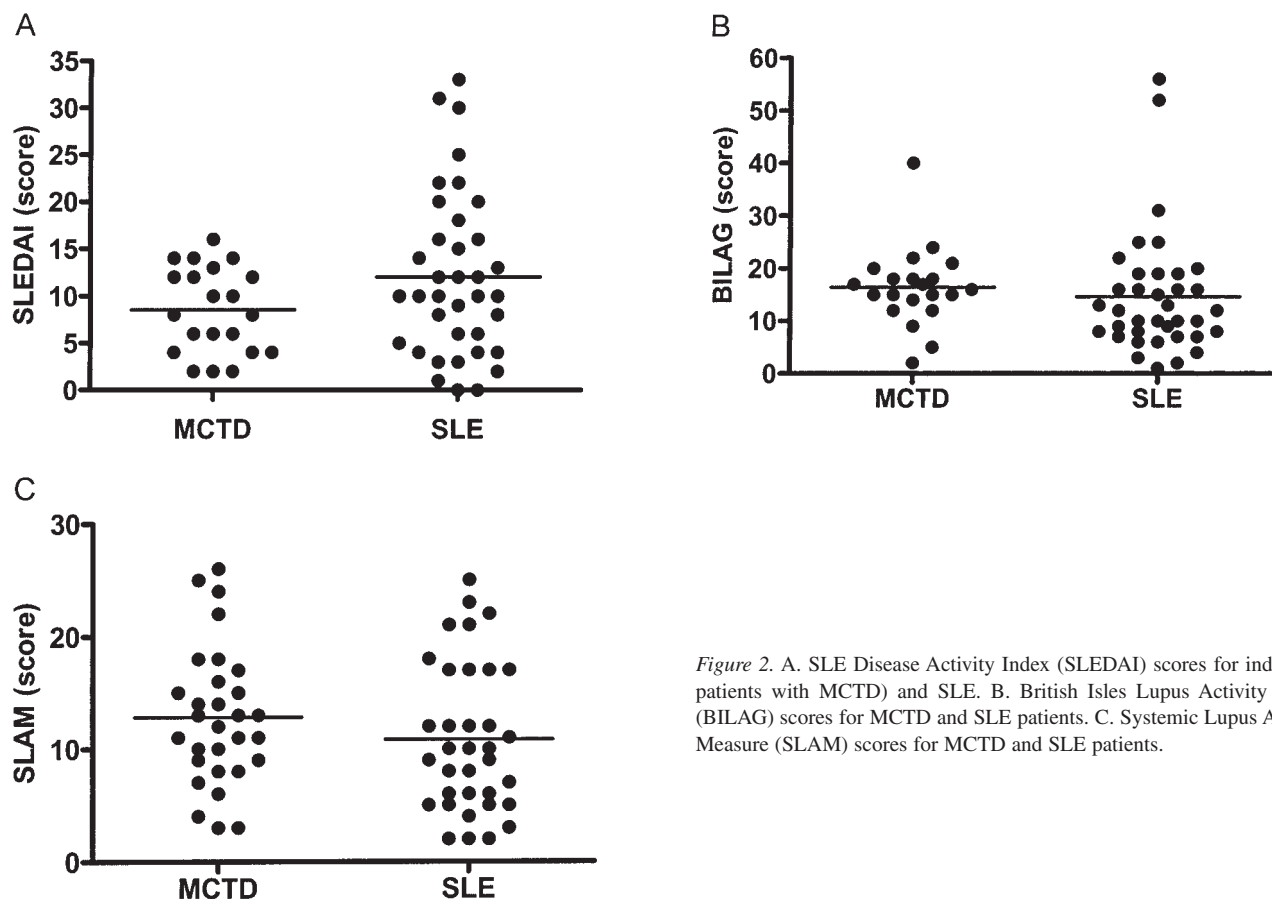 A
35
30
25
20
15
10
5
0
SLEDAI (score)
MCTD SLE
B
60
50
40
30
20
10
0
BILAG (score)
MCTD SLE
C
30
20
10
0
SLAM (score)
MCTD SLE
Figure 2. A. SLE Disease Activity Index (SLEDAI) scores for
patients with MCTD) and SLE. B. British Isles Lupus Activity
(BILAG) scores for MCTD and SLE patients. C. Systemic Lupus
Measure (SLAM) scores for MCTD and SLE patients.